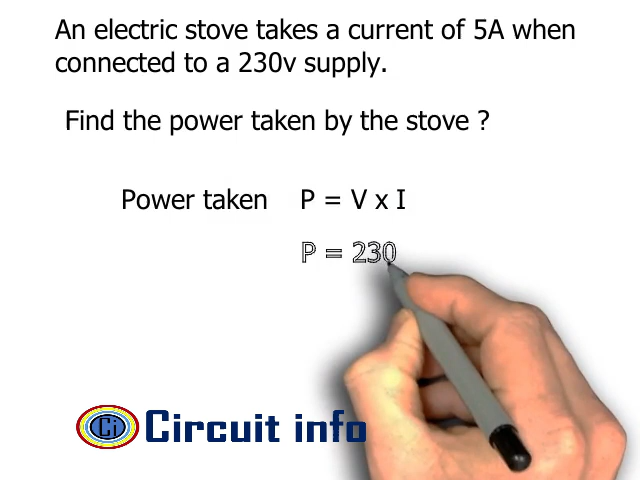 An electric stove takes a current of 5A when
connected to a 230v supply.
Find the power taken by the stove ?
Power taken P = V x I
P = 230
Ci Circuit info